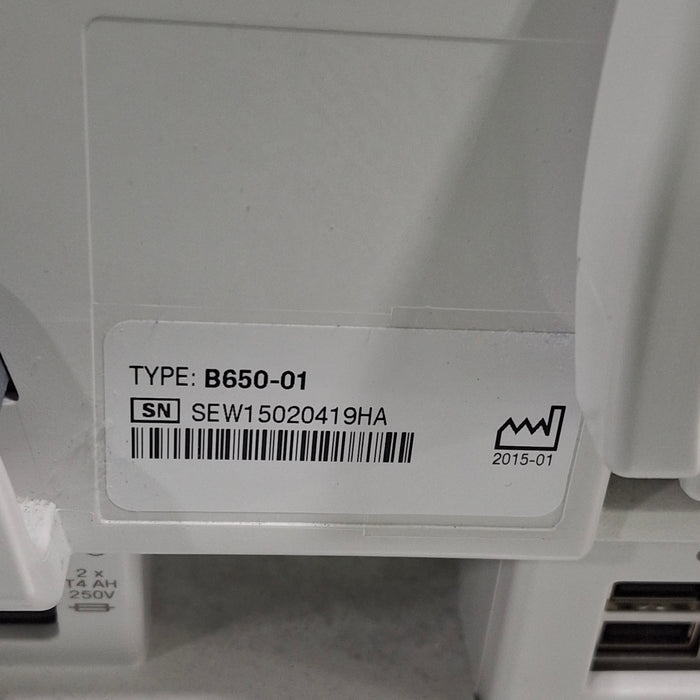 TYPE: B650-01
SN SEW15020419HA
2015-01
2 x
T4 AH
250V